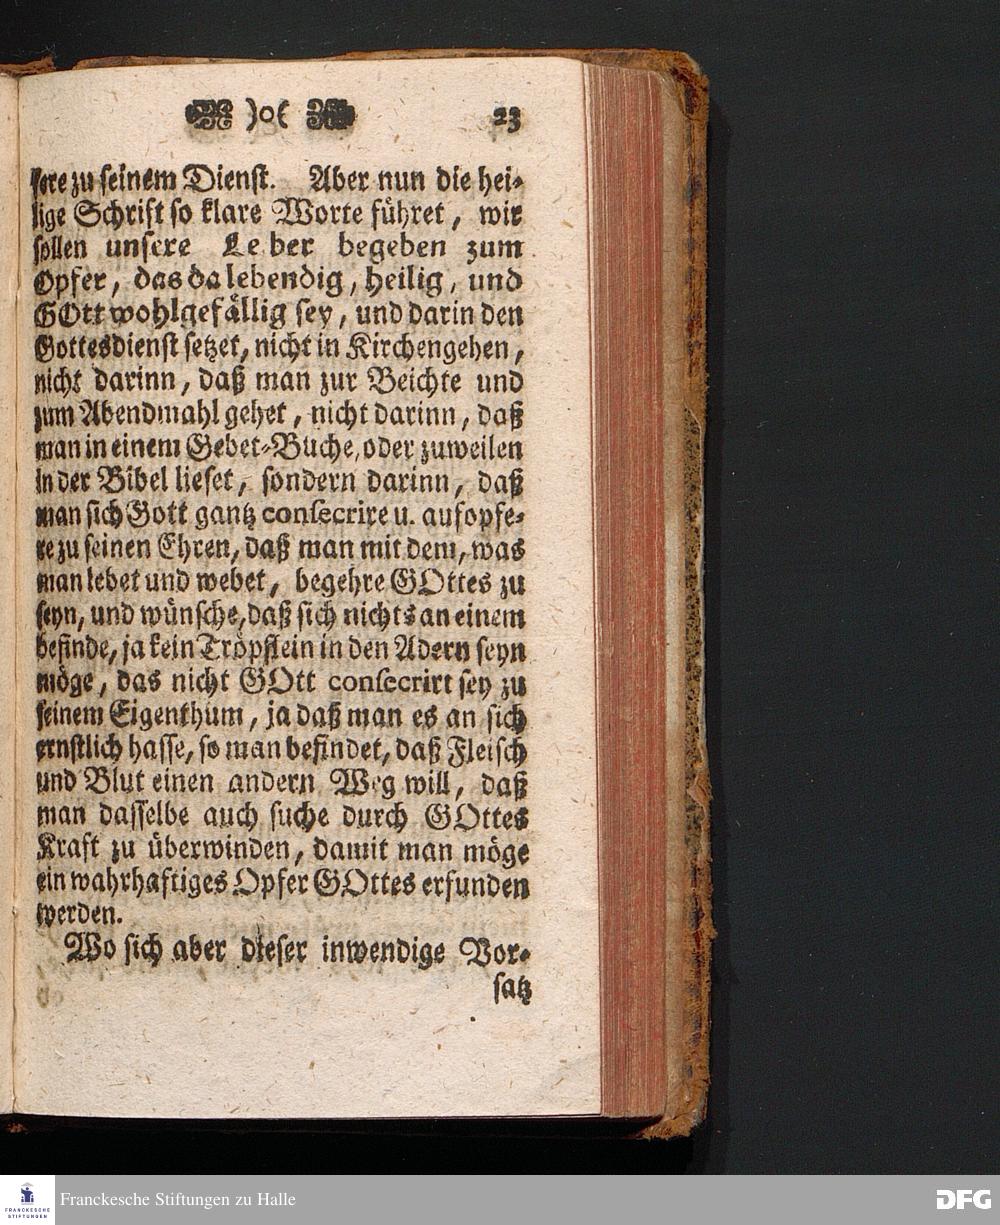 )o( 23
fere zu seinem Dienst. Aber nun die hei-
lige Schrift so klare Worte führet, wir
sollen unsere Leiber begeben zum
Opfer, das da lebendig, heilig, und
GOtt wohlgefällig sey, und darin den
Gottesdienst setzet, nicht in Kirchengehen,
nicht darinn, daß man zur Beichte und
zum Abendmahl gehet, nicht darinn, daß
man in einem Gebet-Buche, oder zuweilen
in der Bibel lieset, sondern darinn, daß
man sich Gott gantz consecrire u. aufopfe-
re zu seinen Ehren, daß man mit dem, was
man lebet und webet, begehre GOttes zu
seyn, und wünsche, daß sich nichts an einem
befinde, ja kein Tröpflein in den Adern seyn
möge, das nicht GOtt consecrirt sey zu
seinem Eigenthum, ja daß man es an sich
ernstlich hasse, so man befindet, daß Fleisch
und Blut einen andern Weg will, daß
man dasselbe auch suche durch GOttes
Kraft zu überwinden, damit man möge
ein wahrhaftiges Opfer GOttes erfunden
werden.
Wo sich aber dieser inwendige Vor-
satz
FRANCKESCHE
STIFTUNGEN
Franckesche Stiftungen zu Halle
DFG